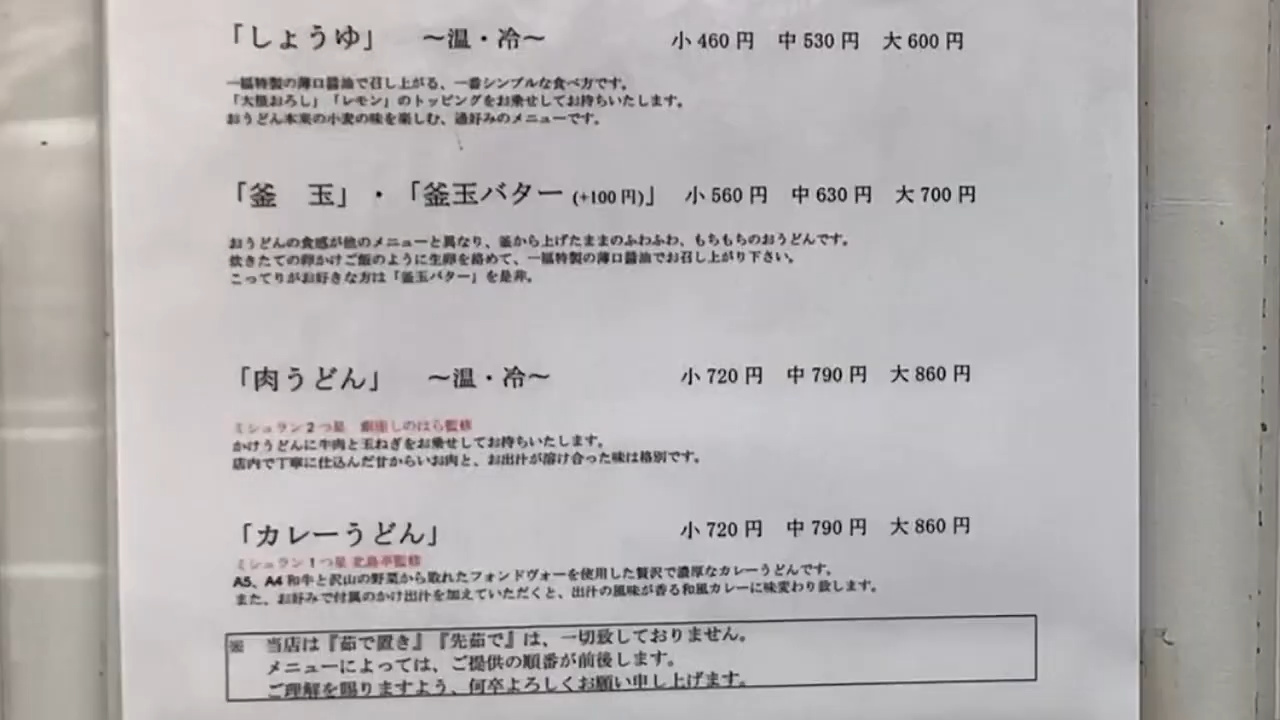 「しょうゆ」 ～温・冷～ 小 460 円 中 530 円 大 600 円
一福特製の薄口醤油で召し上がる、一番シンプルな食べ方です。
「大根おろし」「レモン」のトッピングをお乗せしてお持ちいたします。
おうどん本来の小麦の味を楽しむ、通好みのメニューです。
「釜 玉」・「釜玉バター (+100 円)」 小 560 円 中 630 円 大 700 円
おうどんの食感が他のメニューと異なり、釜から上げたままのふわふわ、もちもちのおうどんです。
炊きたての卵かけご飯のように生卵を絡めて、一福特製の薄口醤油でお召し上がり下さい。
こってりがお好きな方は「釜玉バター」を是非。
「肉うどん」 ～温・冷～ 小 720 円 中 790 円 大 860 円
ミシュラン２つ星 銀座しのはら監修
かけうどんに牛肉と玉ねぎをお乗せしてお持ちいたします。
店内で丁寧に仕込んだ甘からいお肉と、お出汁が溶け合った味は格別です。
「カレーうどん」 小 720 円 中 790 円 大 860 円
ミシュラン１つ星 北島亭監修
A5、A4 和牛と沢山の野菜から取れたフォンドヴォーを使用した贅沢で濃厚なカレーうどんです。
また、お好みで付属のかけ出汁を加えていただくと、出汁の風味が香る和風カレーに味変わり致します。
※ 当店は『茹で置き』『先茹で』は、一切致しておりません。
メニューによっては、ご提供の順番が前後します。
ご理解を賜りますよう、何卒よろしくお願い申し上げます。